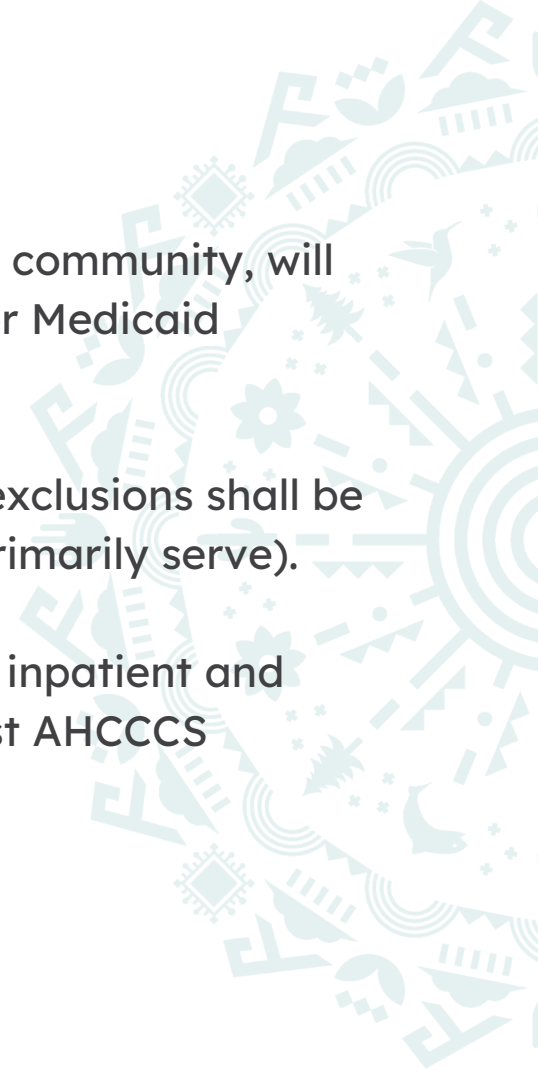 community, will
r Medicaid
exclusions shall be
rimarily serve).
inpatient and
st AHCCCS